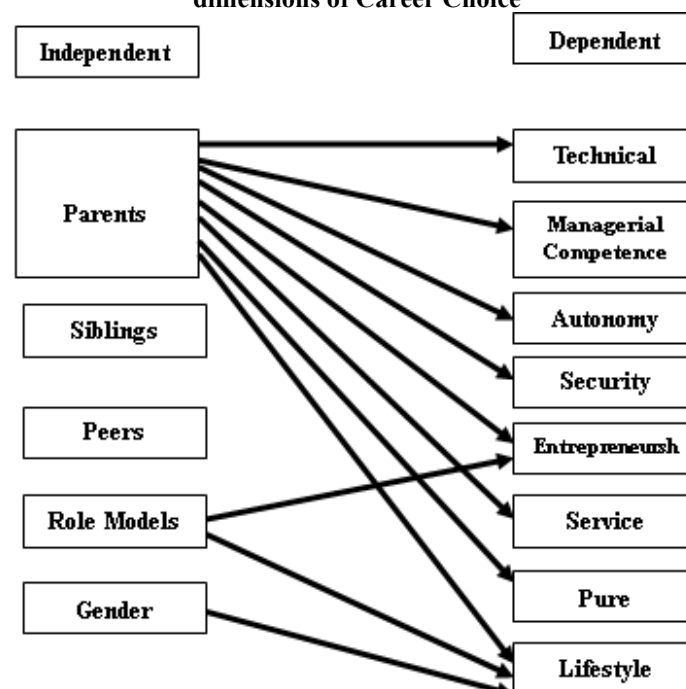 dimensions of Career Choice
Independent
Dependent
Parents
Technical
Managerial
Competence
Siblings
Autonomy
Security
Peers
Entrepreneursh
Role Models
Service
Gender
Pure
Lifestyle